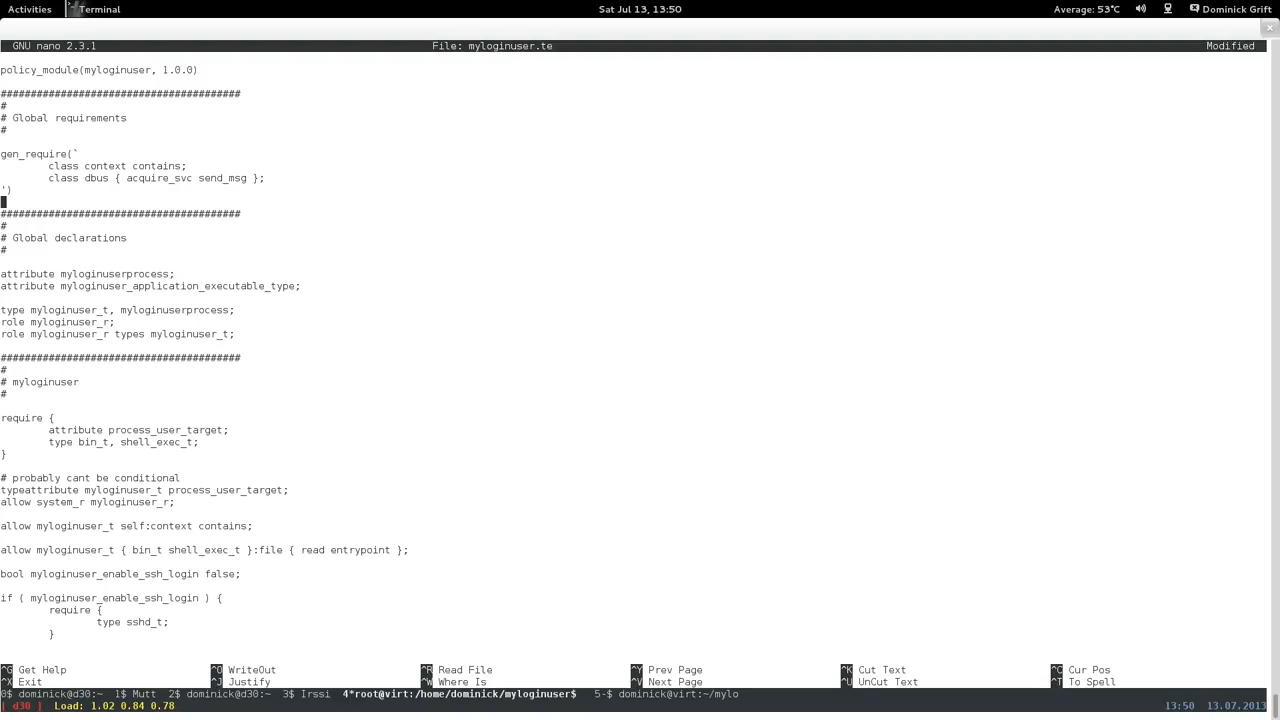 Activities Terminal Sat Jul 13, 13:50 Average: 53°C Dominick Grift
GNU nano 2.3.1 File: myloginuser.te Modified
policy_module(myloginuser, 1.0.0)
########################################
#
# Global requirements
#
gen_require(`
class context contains;
class dbus { acquire_svc send_msg };
')
########################################
#
# Global declarations
#
attribute myloginuserprocess;
attribute myloginuser_application_executable_type;
type myloginuser_t, myloginuserprocess;
role myloginuser_r;
role myloginuser_r types myloginuser_t;
########################################
#
# myloginuser
#
require {
attribute process_user_target;
type bin_t, shell_exec_t;
}
# probably cant be conditional
typeattribute myloginuser_t process_user_target;
allow system_r myloginuser_r;
allow myloginuser_t self:context contains;
allow myloginuser_t { bin_t shell_exec_t }:file { read entrypoint };
bool myloginuser_enable_ssh_login false;
if ( myloginuser_enable_ssh_login ) {
require {
type sshd_t;
}
^G Get Help ^O WriteOut ^R Read File ^Y Prev Page ^K Cut Text ^C Cur Pos
^X Exit ^J Justify ^W Where Is ^V Next Page ^U UnCut Text ^T To Spell
0$ dominick@d30:~ 1$ Mutt 2$ dominick@d30:~ 3$ Irssi 4*root@virt:/home/dominick/myloginuser$ 5-$ dominick@virt:~/mylo
[ d30 ] Load: 1.02 0.84 0.78 13:50 13.07.2013